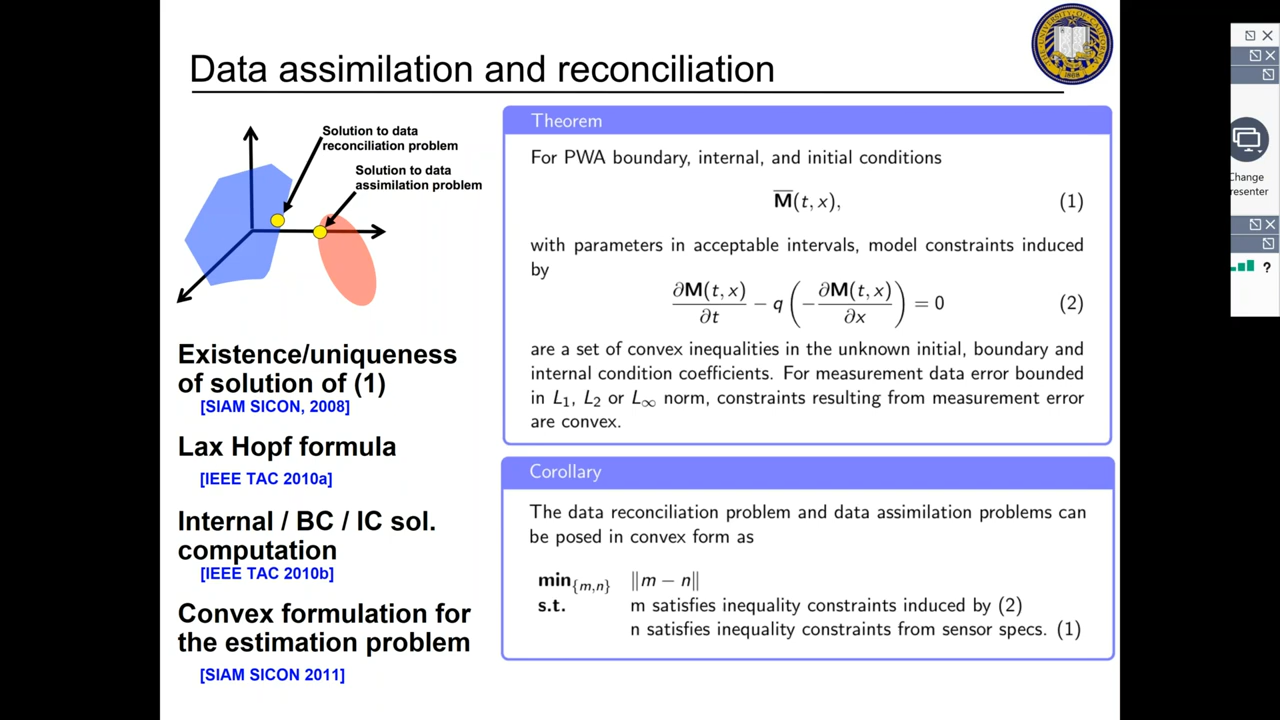 Data assimilation and reconciliation
Solution to data
reconciliation problem
Solution to data
assimilation problem
Existence/uniqueness
of solution of (1)
[SIAM SICON, 2008]
Lax Hopf formula
[IEEE TAC 2010a]
Internal / BC / IC sol.
computation
[IEEE TAC 2010b]
Convex formulation for
the estimation problem
[SIAM SICON 2011]
Theorem
For PWA boundary, internal, and initial conditions
M̅(t, x), (1)
with parameters in acceptable intervals, model constraints induced
by
∂M(t, x)/∂t − q (−∂M(t, x)/∂x) = 0 (2)
are a set of convex inequalities in the unknown initial, boundary and
internal condition coefficients. For measurement data error bounded
in L₁, L₂ or L∞ norm, constraints resulting from measurement error
are convex.
Corollary
The data reconciliation problem and data assimilation problems can
be posed in convex form as
min{m,n} ‖m − n‖
s.t. m satisfies inequality constraints induced by (2)
n satisfies inequality constraints from sensor specs. (1)
Change
resenter
?